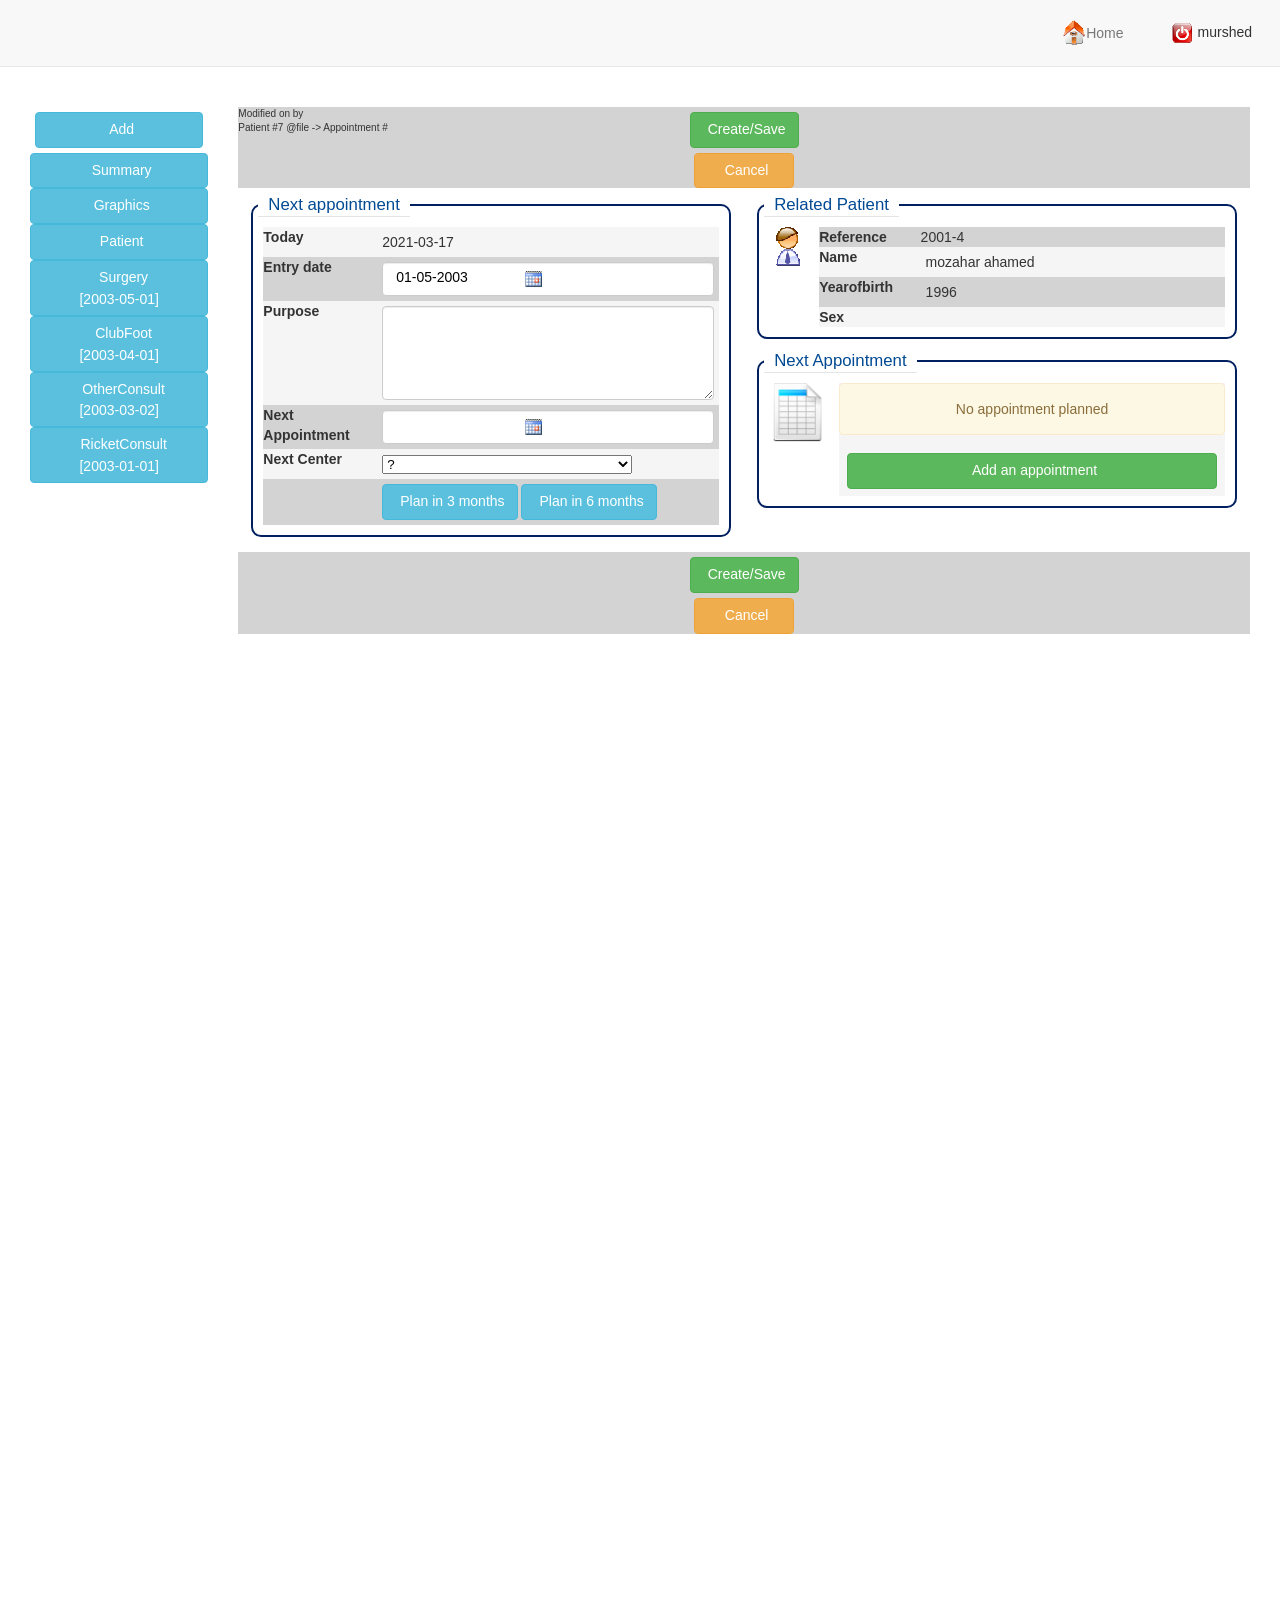 Home
murshed
Add
Summary
Graphics
Patient
Surgery
[2003-05-01]
ClubFoot
[2003-04-01]
OtherConsult
[2003-03-02]
RicketConsult
[2003-01-01]
Modified on by
Patient #7 @file -> Appointment #
Create/Save
Cancel
Next appointment
Today 2021-03-17
Entry date 01-05-2003
Purpose
Next
Appointment
Next Center ?
Plan in 3 months Plan in 6 months
Related Patient
Reference 2001-4
Name mozahar ahamed
Yearofbirth 1996
Sex
Next Appointment
No appointment planned
Add an appointment
Create/Save
Cancel